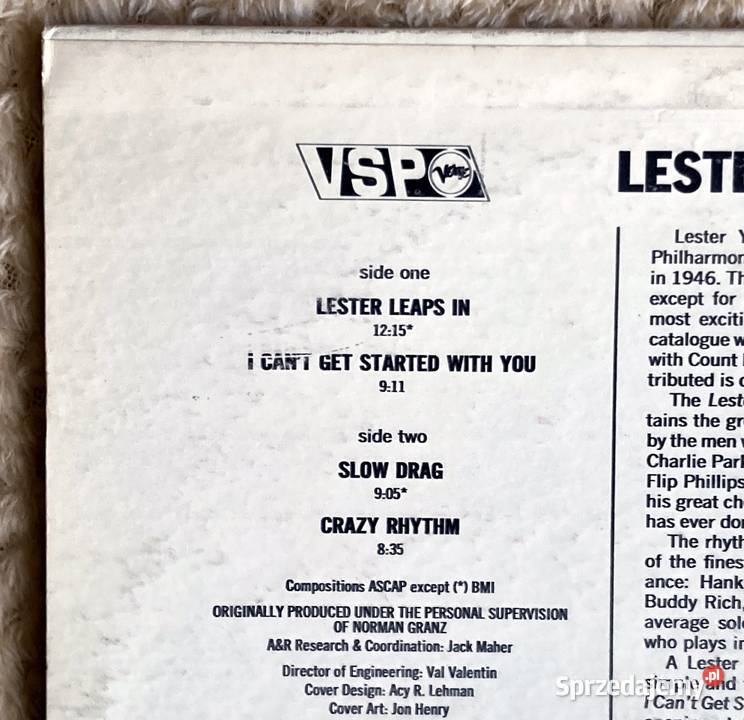 VSP Verve
side one
LESTER LEAPS IN
12:15*
I CAN'T GET STARTED WITH YOU
9:11
side two
SLOW DRAG
9:05*
CRAZY RHYTHM
8:35
Compositions ASCAP except (*) BMI
ORIGINALLY PRODUCED UNDER THE PERSONAL SUPERVISION
OF NORMAN GRANZ
A&R Research & Coordination: Jack Maher
Director of Engineering: Val Valentin
Cover Design: Acy R. Lehman
Cover Art: Jon Henry
LESTE
Lester Y
Philharmon
in 1946. Th
except for
most exciti
catalogue w
with Count
tributed is
The Leste
tains the gr
by the men
Charlie Park
Flip Phillips
his great ch
has ever do
The rhyth
of the fines
ance: Hank
Buddy Rich,
average solo
who plays in
A Lester
simple and
I Can't Get S
Sprzedajemy.pl